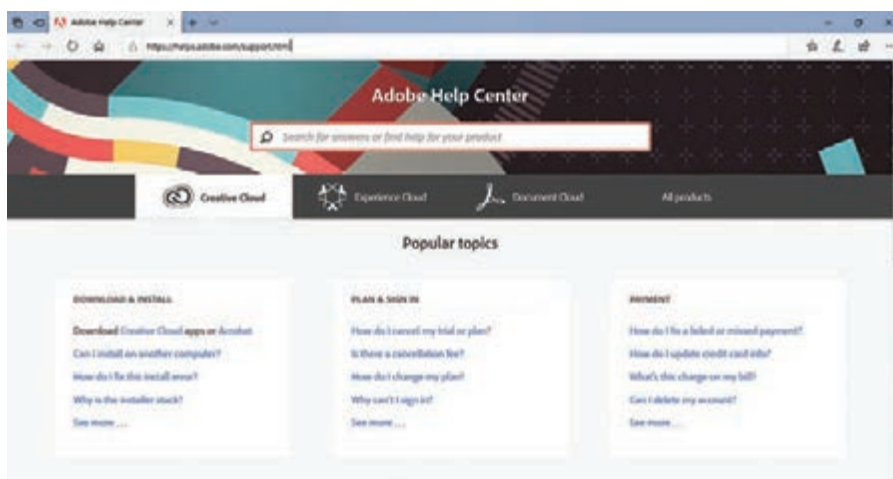 Adobe Help Center
https://helpx.adobe.com/support.html
Adobe Help Center
Search for answers or find help for your product
Creative Cloud
Experience Cloud
Document Cloud
All products
Popular topics
DOWNLOAD & INSTALL
Download Creative Cloud apps or Acrobat
Can I install on another computer?
How do I fix this install error?
Why is the installer stuck?
See more ...
PLAN & SIGN IN
How do I cancel my trial or plan?
Is there a cancellation fee?
How do I change my plan?
Why can't I sign in?
See more ...
PAYMENT
How do I fix a failed or missed payment?
How do I update credit card info?
What's this charge on my bill?
Can I delete my account?
See more ...